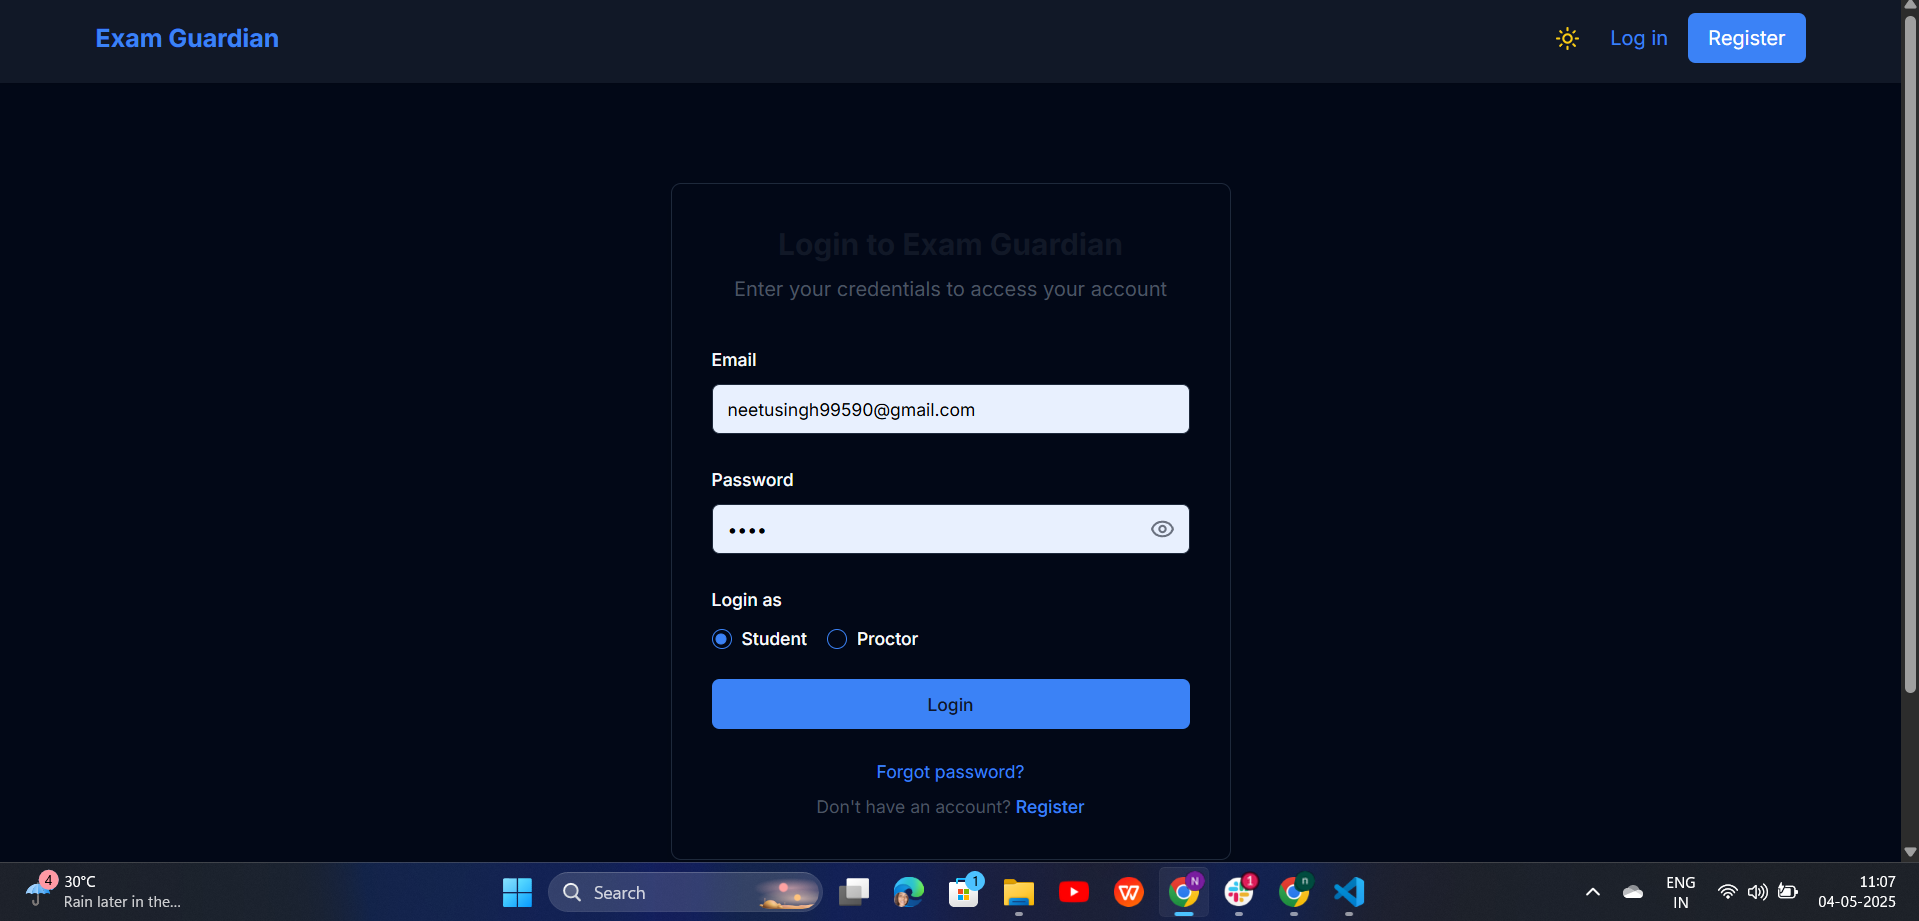 Exam Guardian
Log in
Register
Login to Exam Guardian
Enter your credentials to access your account
Email
neetusingh99590@gmail.com
Password
••••
Login as
Student
Proctor
Login
Forgot password?
Don't have an account? Register
4
30°C
Rain later in the...
Search
1
N
1
n
ENG
IN
11:07
04-05-2025